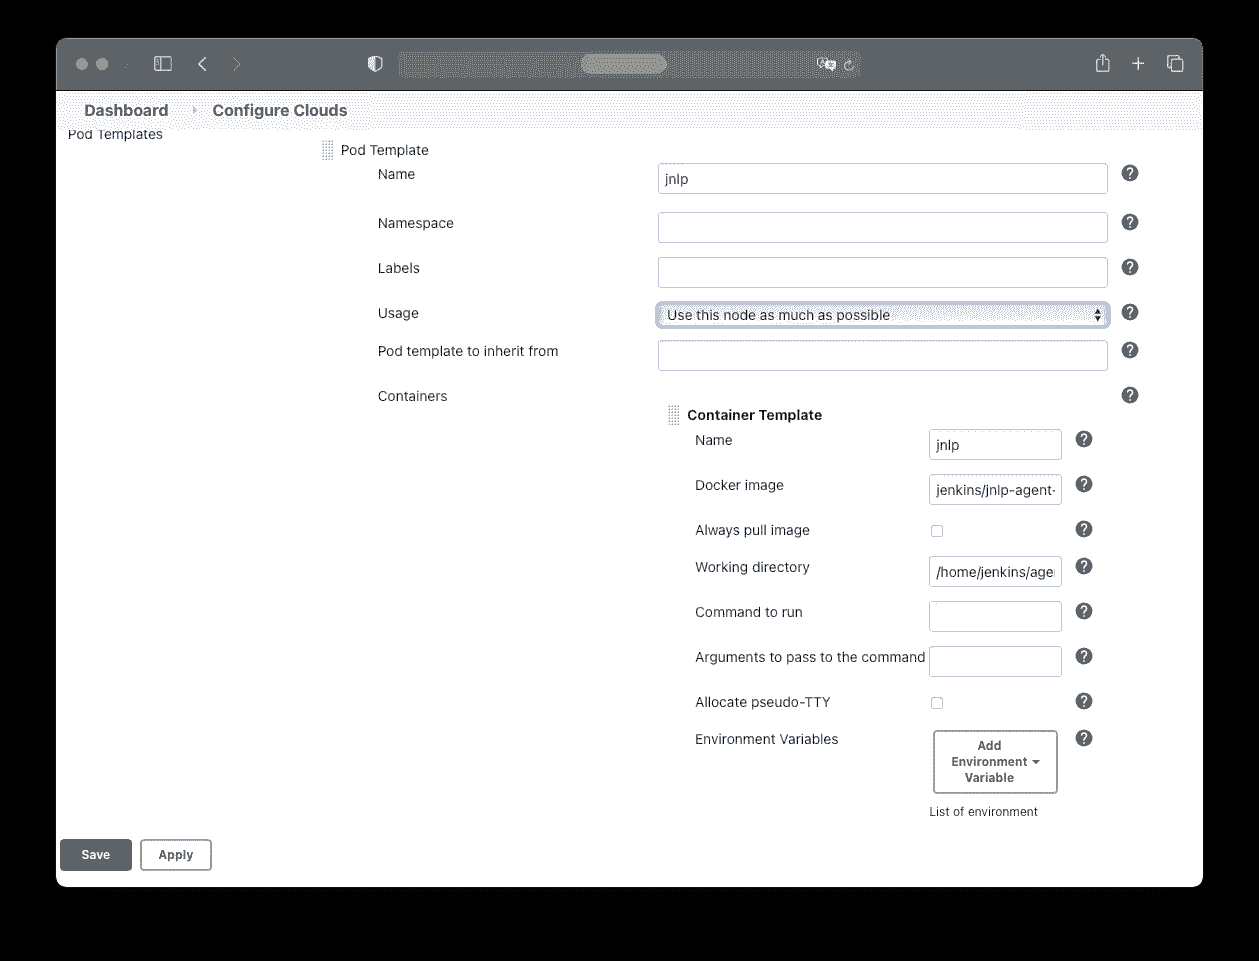 Dashboard Configure Clouds
Pod Templates
Pod Template
Name
jnlp
Namespace
Labels
Usage
Use this node as much as possible
Pod template to inherit from
Containers
Container Template
Name
jnlp
Docker image
jenkins/jnlp-agent-
Always pull image
Working directory
/home/jenkins/age
Command to run
Arguments to pass to the command
Allocate pseudo-TTY
Environment Variables
Add
Environment
Variable
List of environment
Save
Apply